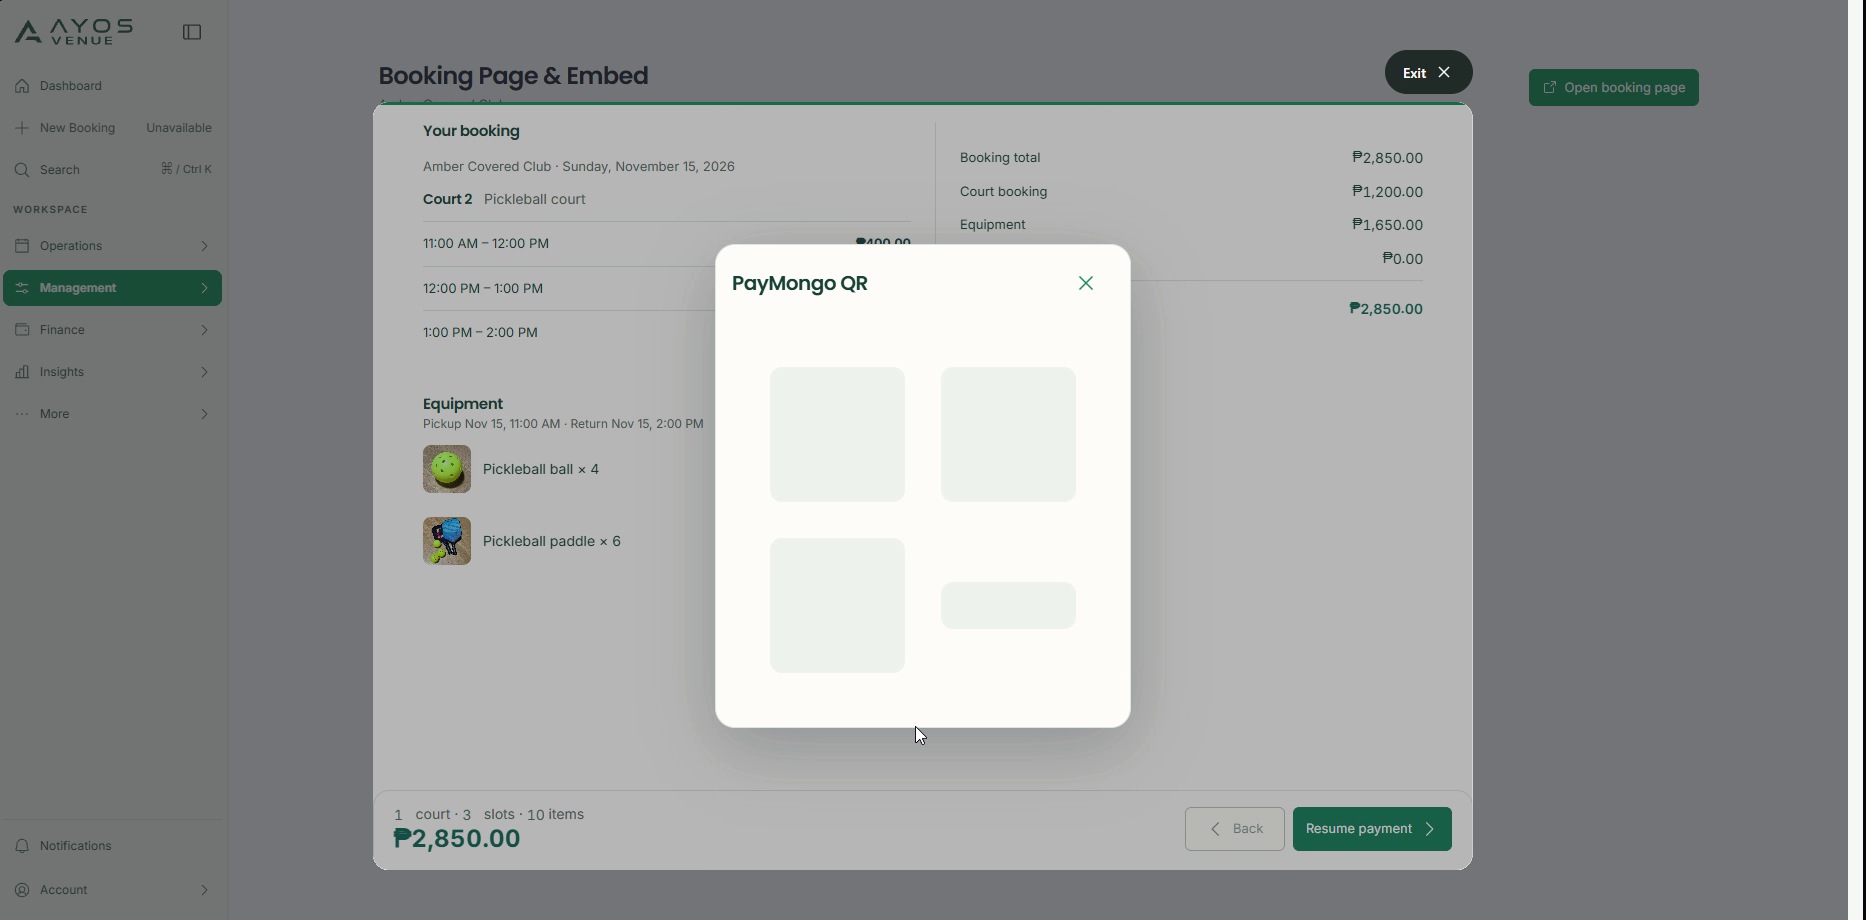 AYOS
VENUE
Dashboard
New Booking Unavailable
Search ⌘ / Ctrl K
WORKSPACE
Operations
Management
Finance
Insights
More
Notifications
Account
Booking Page & Embed
Exit
Open booking page
Your booking
Amber Covered Club · Sunday, November 15, 2026
Court 2 Pickleball court
11:00 AM – 12:00 PM ₱400.00
12:00 PM – 1:00 PM
1:00 PM – 2:00 PM
Equipment
Pickup Nov 15, 11:00 AM · Return Nov 15, 2:00 PM
Pickleball ball × 4
Pickleball paddle × 6
Booking total ₱2,850.00
Court booking ₱1,200.00
Equipment ₱1,650.00
₱0.00
₱2,850.00
PayMongo QR
1 court · 3 slots · 10 items
₱2,850.00
Back
Resume payment